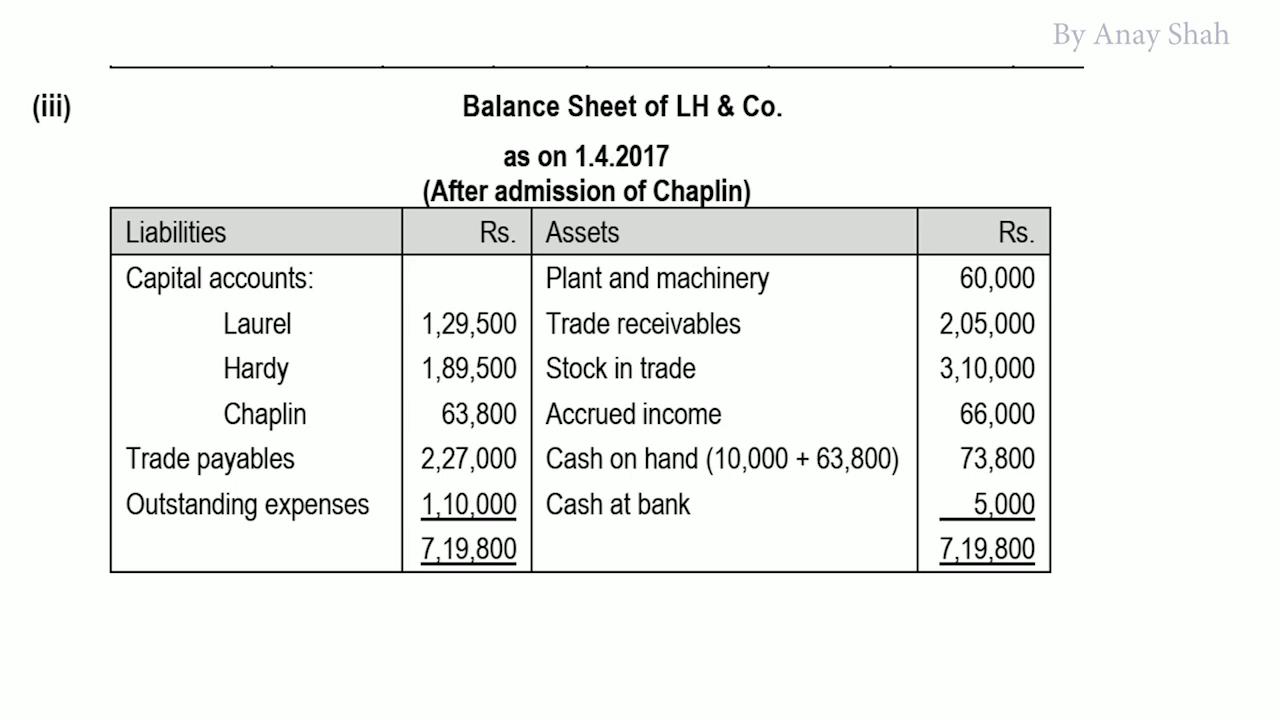 By Anay Shah
(iii) Balance Sheet of LH & Co.
as on 1.4.2017
(After admission of Chaplin)
Liabilities Rs. Assets Rs.
Capital accounts: Plant and machinery 60,000
Laurel 1,29,500 Trade receivables 2,05,000
Hardy 1,89,500 Stock in trade 3,10,000
Chaplin 63,800 Accrued income 66,000
Trade payables 2,27,000 Cash on hand (10,000 + 63,800) 73,800
Outstanding expenses 1,10,000 Cash at bank 5,000
7,19,800 7,19,800